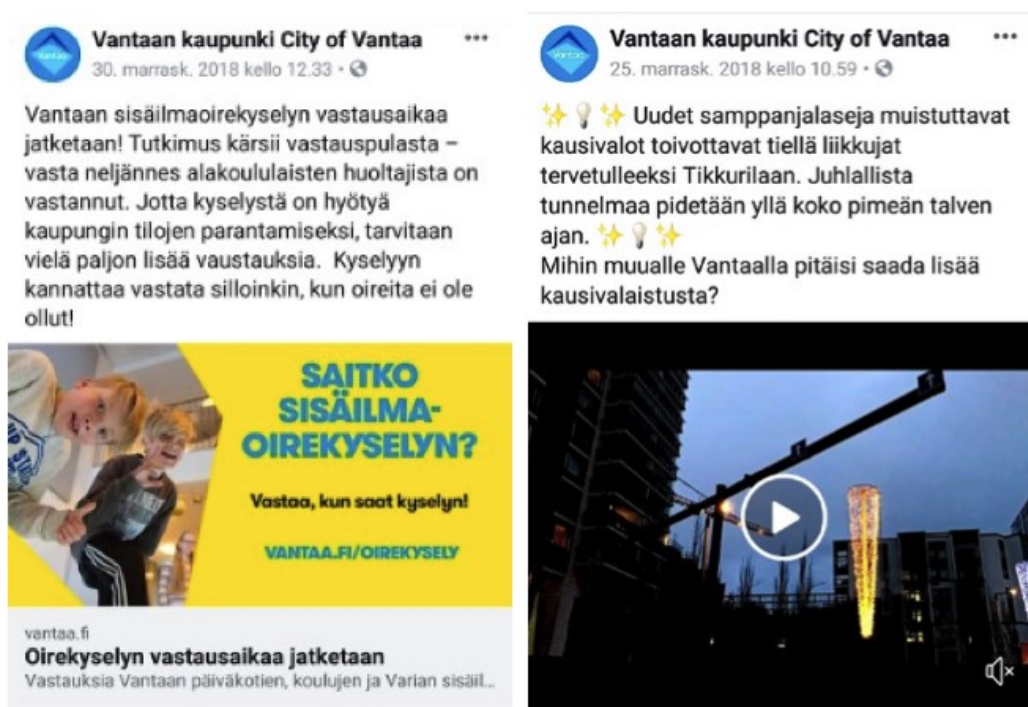 Vantaan kaupunki City of Vantaa
30. marrask. 2018 kello 12.33
Vantaan sisäilmaoirekyselyn vastausaikaa
jatketaan! Tutkimus kärsii vastauspulasta –
vasta neljännes alakoululaisten huoltajista on
vastannut. Jotta kyselystä on hyötyä
kaupungin tilojen parantamiseksi, tarvitaan
vielä paljon lisää vaustauksia. Kyselyyn
kannattaa vastata silloinkin, kun oireita ei ole
ollut!
SAITKO
SISÄILMA-
OIREKYSELYN?
Vastaa, kun saat kyselyn!
VANTAA.FI/OIREKYSELY
vantaa.fi
Oirekyselyn vastausaikaa jatketaan
Vastauksia Vantaan päiväkotien, koulujen ja Varian sisäil...
Vantaan kaupunki City of Vantaa
25. marrask. 2018 kello 10.59
✨💡✨ Uudet samppanjalaseja muistuttavat
kausivalot toivottavat tiellä liikkujat
tervetulleeksi Tikkurilaan. Juhlallista
tunnelmaa pidetään yllä koko pimeän talven
ajan. ✨💡✨
Mihin muualle Vantaalla pitäisi saada lisää
kausivalaistusta?